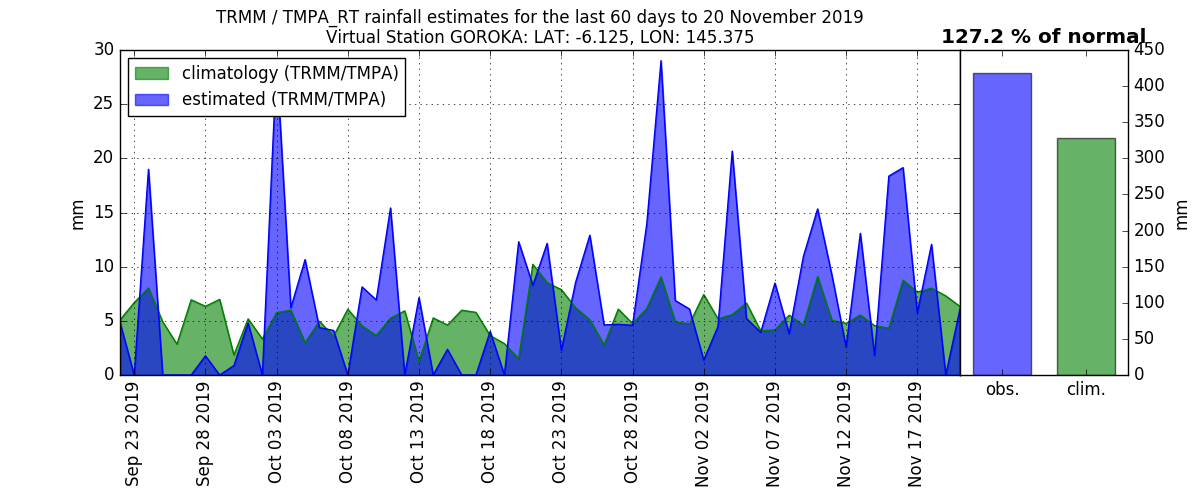 TRMM / TMPA_RT rainfall estimates for the last 60 days to 20 November 2019
Virtual Station GOROKA: LAT: -6.125, LON: 145.375
127.2 % of normal
climatology (TRMM/TMPA)
estimated (TRMM/TMPA)
30
25
20
15
10
5
0
mm
Sep 23 2019
Sep 28 2019
Oct 03 2019
Oct 08 2019
Oct 13 2019
Oct 18 2019
Oct 23 2019
Oct 28 2019
Nov 02 2019
Nov 07 2019
Nov 12 2019
Nov 17 2019
450
400
350
300
250
200
150
100
50
0
mm
obs.
clim.